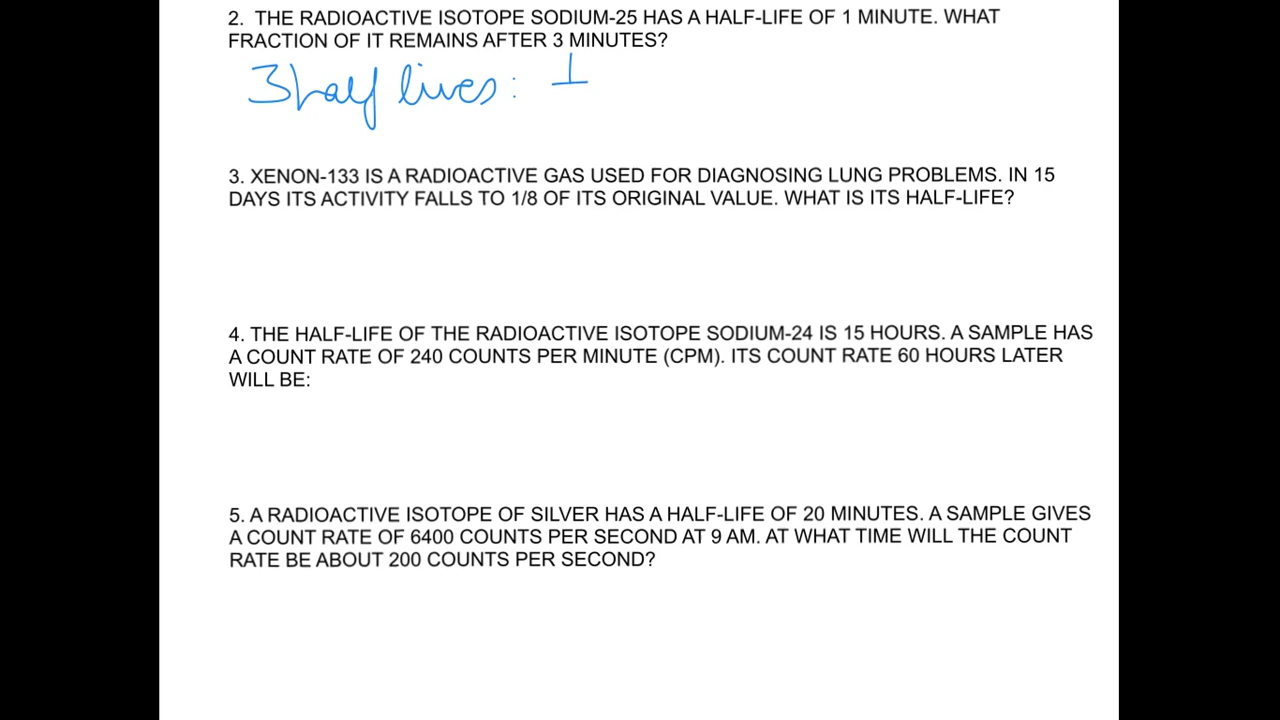 2. THE RADIOACTIVE ISOTOPE SODIUM-25 HAS A HALF-LIFE OF 1 MINUTE. WHAT
FRACTION OF IT REMAINS AFTER 3 MINUTES?
3 half lives: 1
3. XENON-133 IS A RADIOACTIVE GAS USED FOR DIAGNOSING LUNG PROBLEMS. IN 15
DAYS ITS ACTIVITY FALLS TO 1/8 OF ITS ORIGINAL VALUE. WHAT IS ITS HALF-LIFE?
4. THE HALF-LIFE OF THE RADIOACTIVE ISOTOPE SODIUM-24 IS 15 HOURS. A SAMPLE HAS
A COUNT RATE OF 240 COUNTS PER MINUTE (CPM). ITS COUNT RATE 60 HOURS LATER
WILL BE:
5. A RADIOACTIVE ISOTOPE OF SILVER HAS A HALF-LIFE OF 20 MINUTES. A SAMPLE GIVES
A COUNT RATE OF 6400 COUNTS PER SECOND AT 9 AM. AT WHAT TIME WILL THE COUNT
RATE BE ABOUT 200 COUNTS PER SECOND?